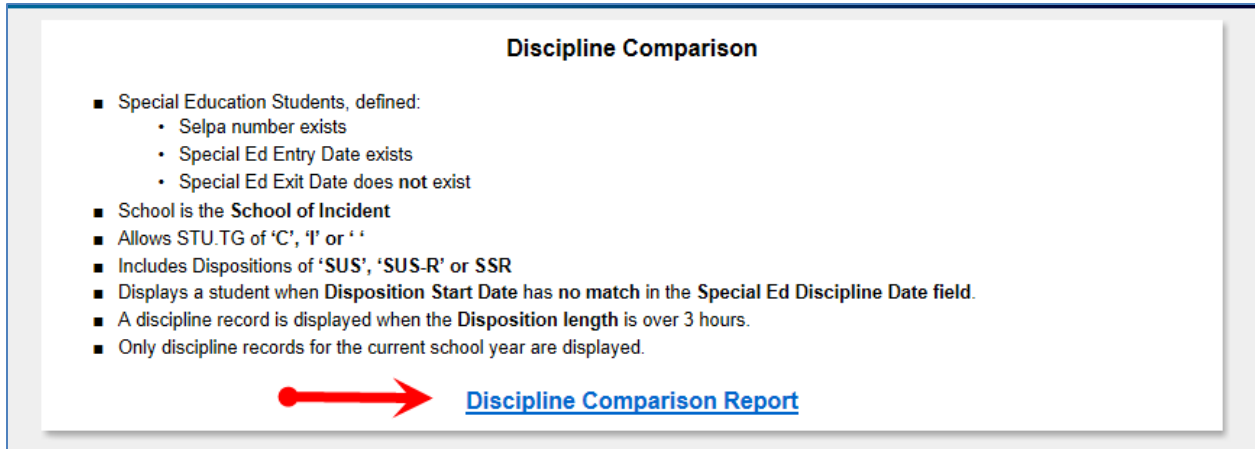 Discipline Comparison
■ Special Education Students, defined:
• Selpa number exists
• Special Ed Entry Date exists
• Special Ed Exit Date does not exist
■ School is the School of Incident
■ Allows STU.TG of ‘C’, ‘I’ or ‘ ‘
■ Includes Dispositions of ‘SUS’, ‘SUS-R’ or SSR
■ Displays a student when Disposition Start Date has no match in the Special Ed Discipline Date field.
■ A discipline record is displayed when the Disposition length is over 3 hours.
■ Only discipline records for the current school year are displayed.
Discipline Comparison Report